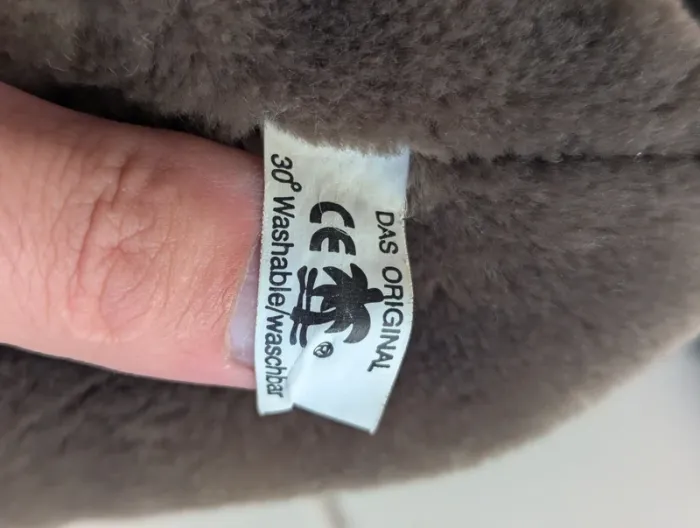 DAS ORIGINAL
CE
®
30° Washable/waschbar